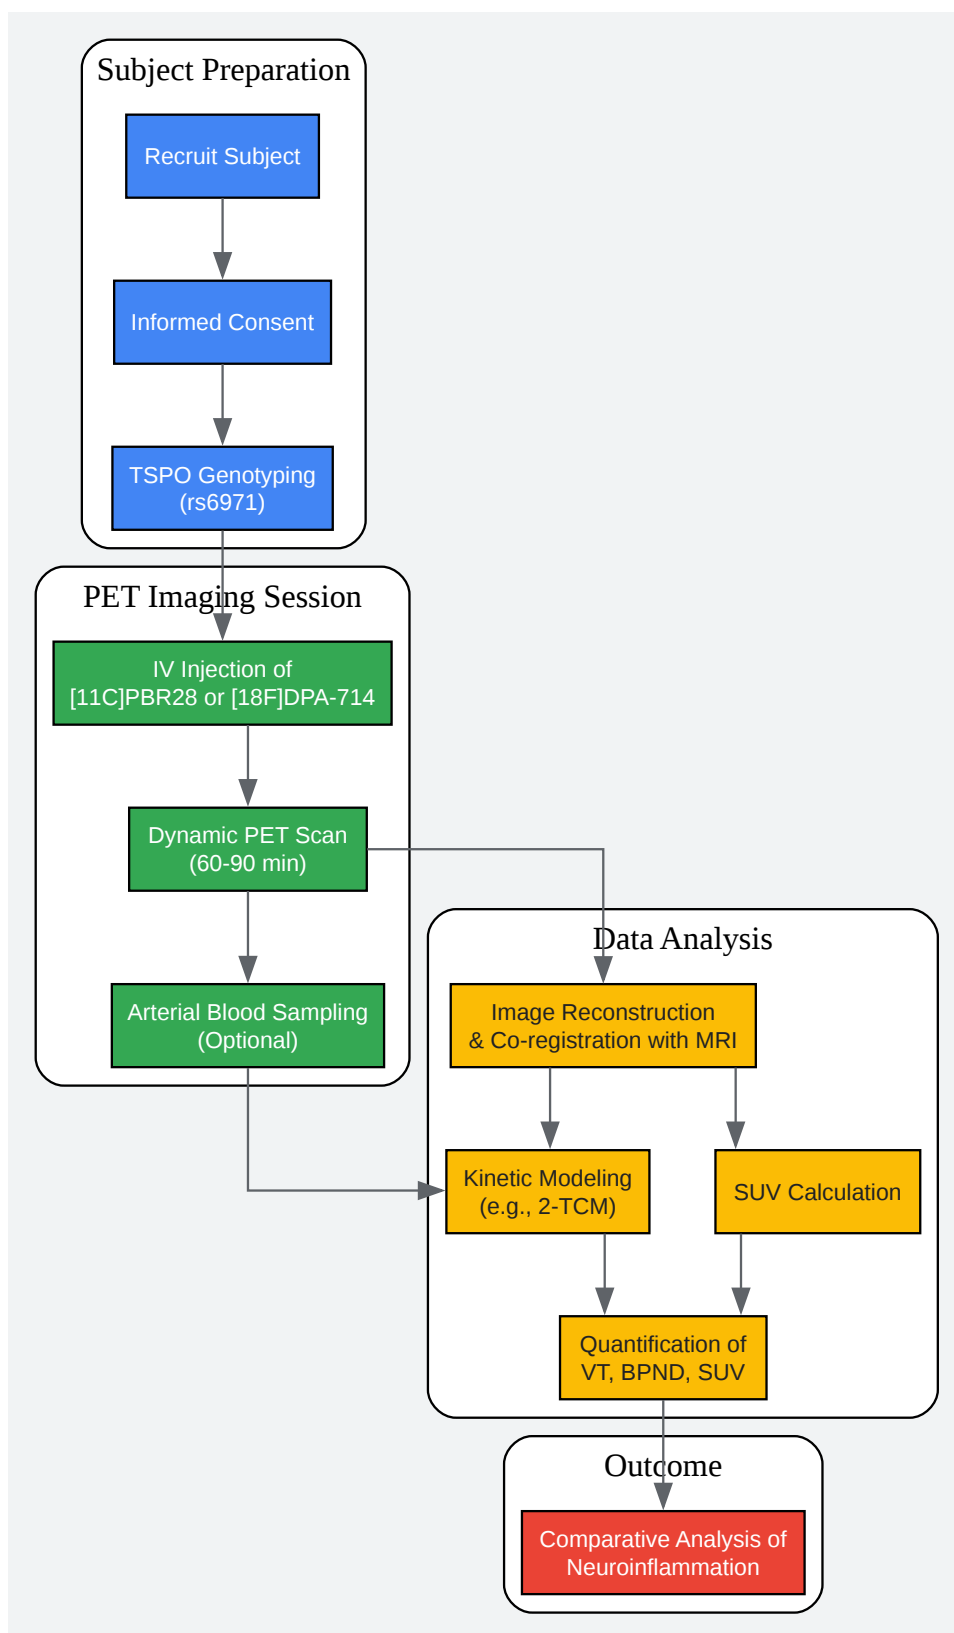 Subject Preparation
Recruit Subject
Informed Consent
TSPO Genotyping
(rs6971)
PET Imaging Session
IV Injection of
[11C]PBR28 or [18F]DPA-714
Dynamic PET Scan
(60-90 min)
Arterial Blood Sampling
(Optional)
Data Analysis
Image Reconstruction
& Co-registration with MRI
Kinetic Modeling
(e.g., 2-TCM)
SUV Calculation
Quantification of
VT, BPND, SUV
Outcome
Comparative Analysis of
Neuroinflammation